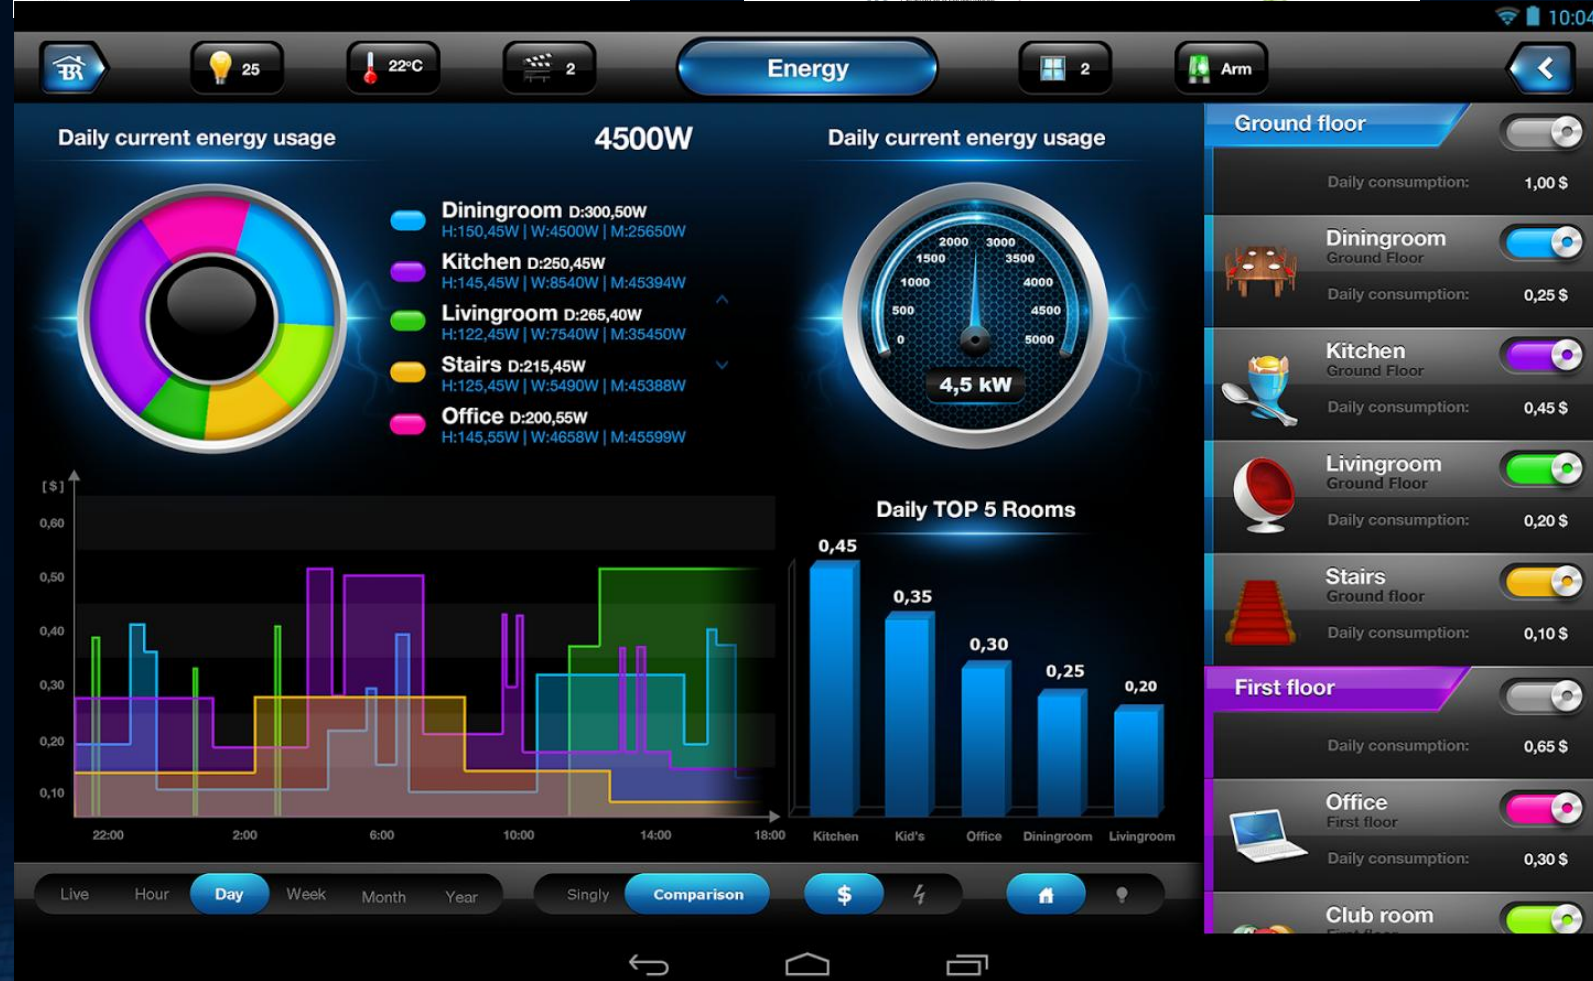 10:04
25
22°C
2
Energy
2
Arm
Daily current energy usage
4500W
Diningroom D:300,50W
H:150,45W | W:4500W | M:25650W
Kitchen D:250,45W
H:145,45W | W:8540W | M:45394W
Livingroom D:265,40W
H:122,45W | W:7540W | M:35450W
Stairs D:215,45W
H:125,45W | W:5490W | M:45388W
Office D:200,55W
H:145,55W | W:4658W | M:45599W
Daily current energy usage
2000 3000
1500 3500
1000 4000
500 4500
0 5000
4,5 kW
[$]
0,60
0,50
0,40
0,30
0,20
0,10
22:00 2:00 6:00 10:00 14:00 18:00
Daily TOP 5 Rooms
0,45
0,35
0,30
0,25
0,20
Kitchen Kid's Office Diningroom Livingroom
Live Hour Day Week Month Year
Singly Comparison
$
Ground floor
Daily consumption: 1,00 $
Diningroom
Ground Floor
Daily consumption: 0,25 $
Kitchen
Ground Floor
Daily consumption: 0,45 $
Livingroom
Ground Floor
Daily consumption: 0,20 $
Stairs
Ground floor
Daily consumption: 0,10 $
First floor
Daily consumption: 0,65 $
Office
First floor
Daily consumption: 0,30 $
Club room